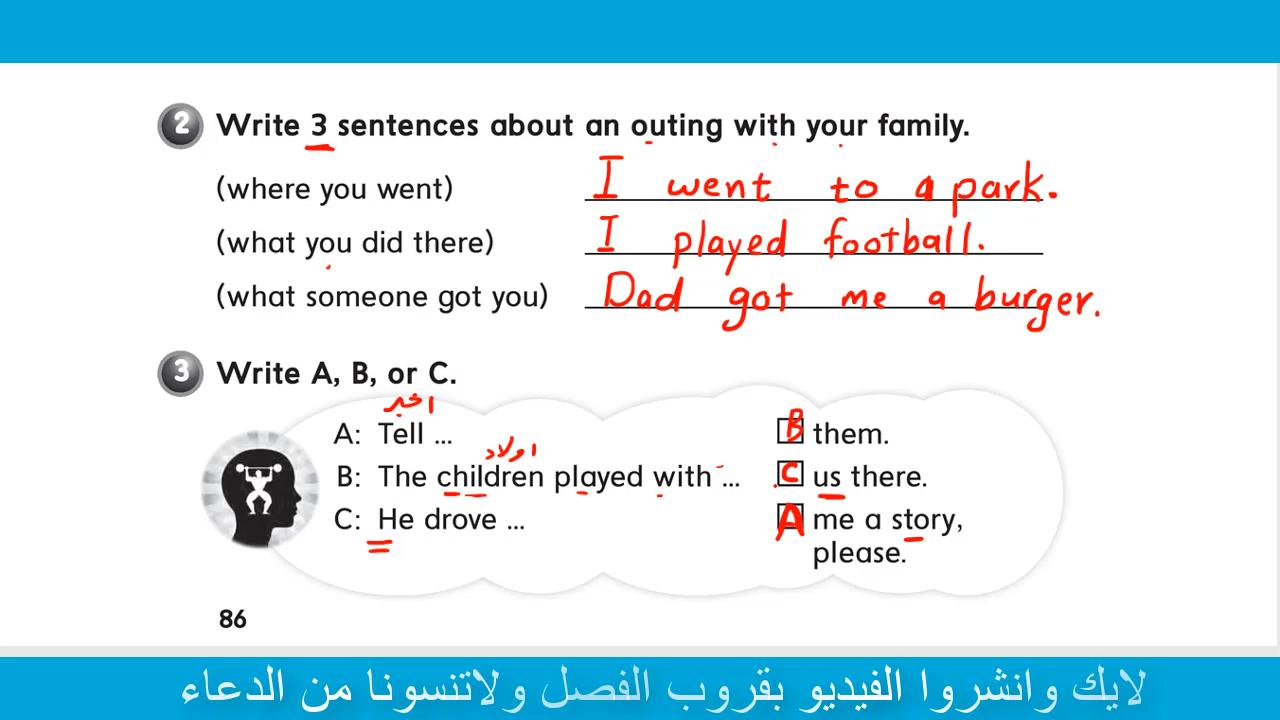 2 Write 3 sentences about an outing with your family.
(where you went) I went to a park.
(what you did there) I played football.
(what someone got you) Dad got me a burger.
3 Write A, B, or C.
اخبر
A: Tell ... B them.
اولاد
B: The children played with ... C us there.
C: He drove ... A me a story,
please.
86
لايك وانشروا الفيديو بقروب الفصل ولاتنسونا من الدعاء